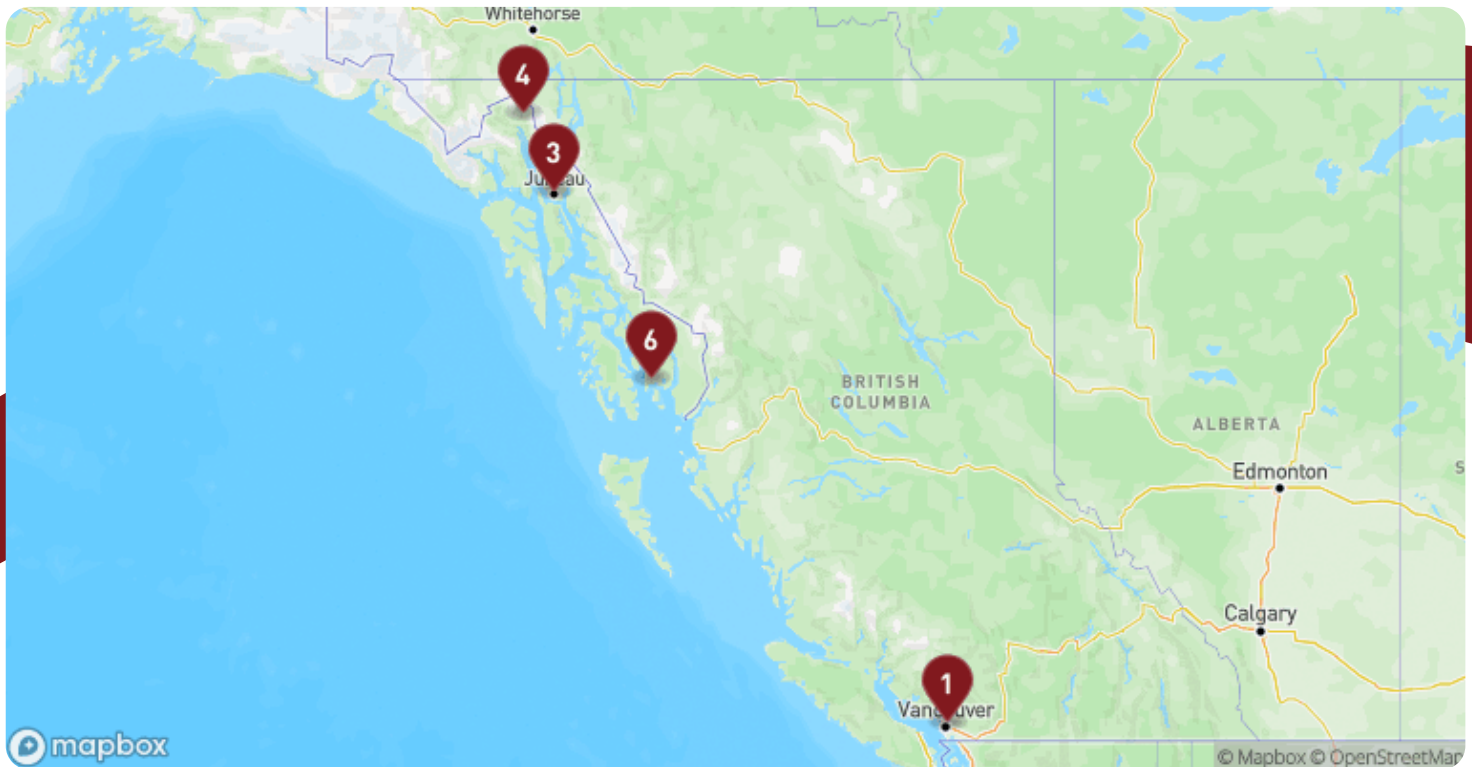 Whitehorse
4
3
Juneau
6
BRITISH
COLUMBIA
ALBERTA
S
Edmonton
Calgary
1
Vancouver
mapbox
© Mapbox © OpenStreetMap